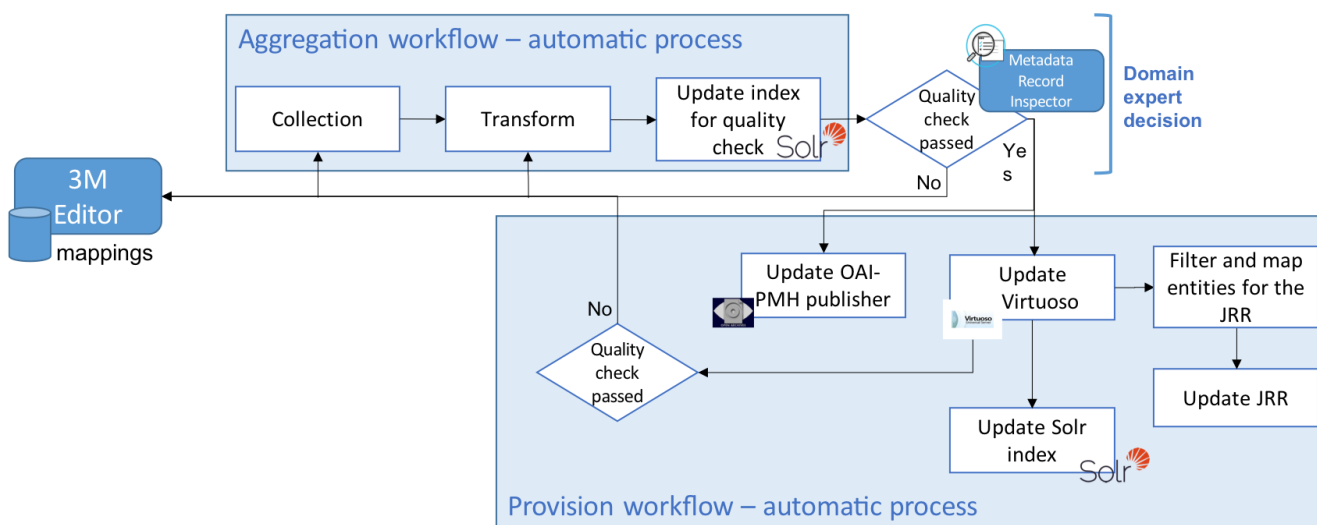 Aggregation workflow – automatic process
Collection
Transform
Update index
for quality
check
Solr
Quality
check
passed
Metadata
Record
Inspector
Domain
expert
decision
Ye
s
No
3M
Editor
mappings
Update OAI-
PMH publisher
Update
Virtuoso
Virtuoso
Filter and map
entities for the
JRR
No
Quality
check
passed
Update JRR
Update Solr
index
Solr
Provision workflow – automatic process